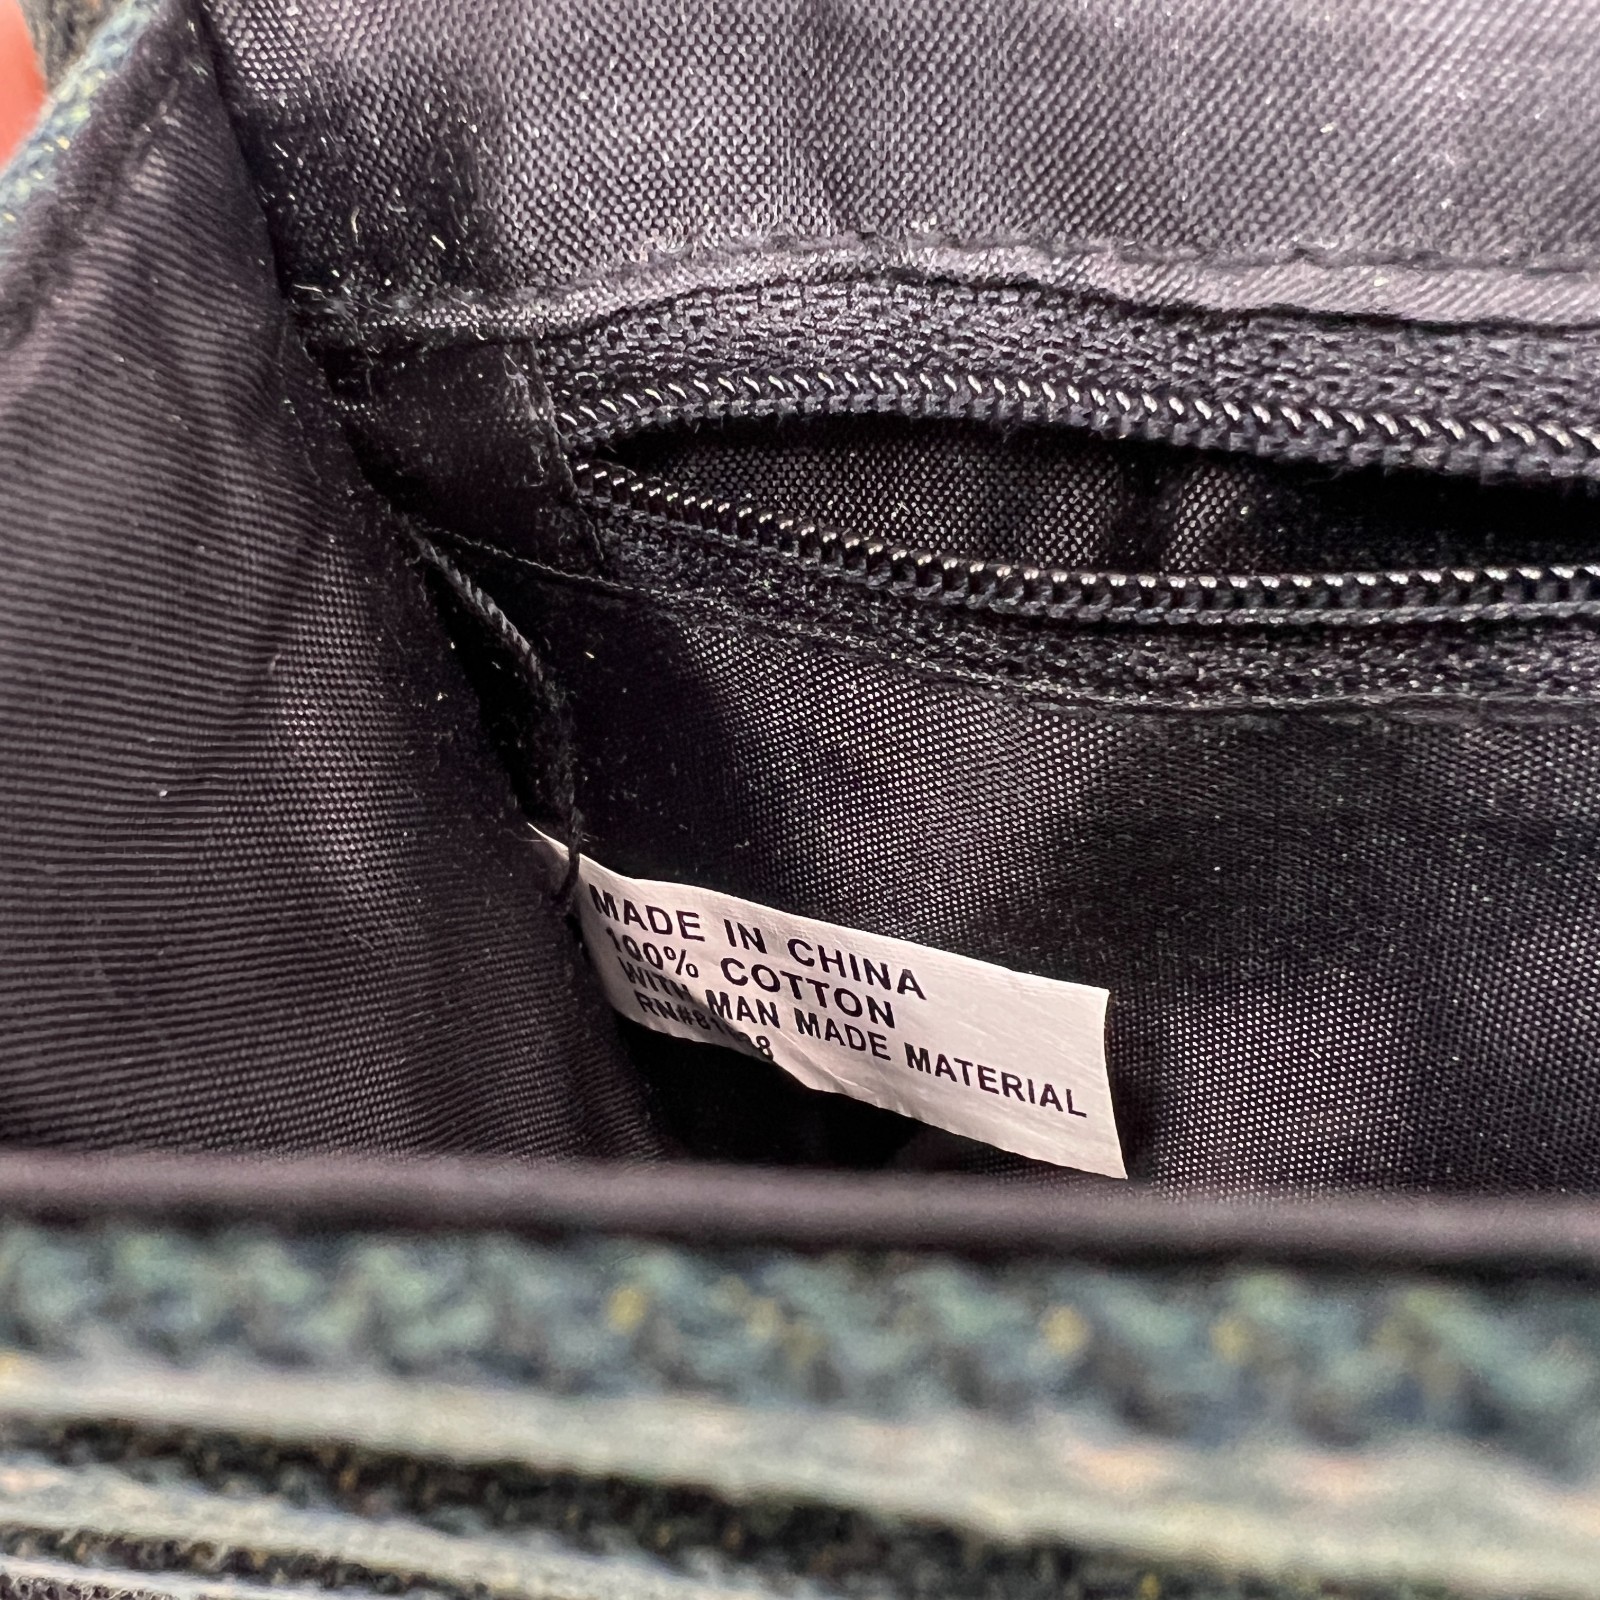 MADE IN CHINA
100% COTTON
WITH MAN MADE MATERIAL